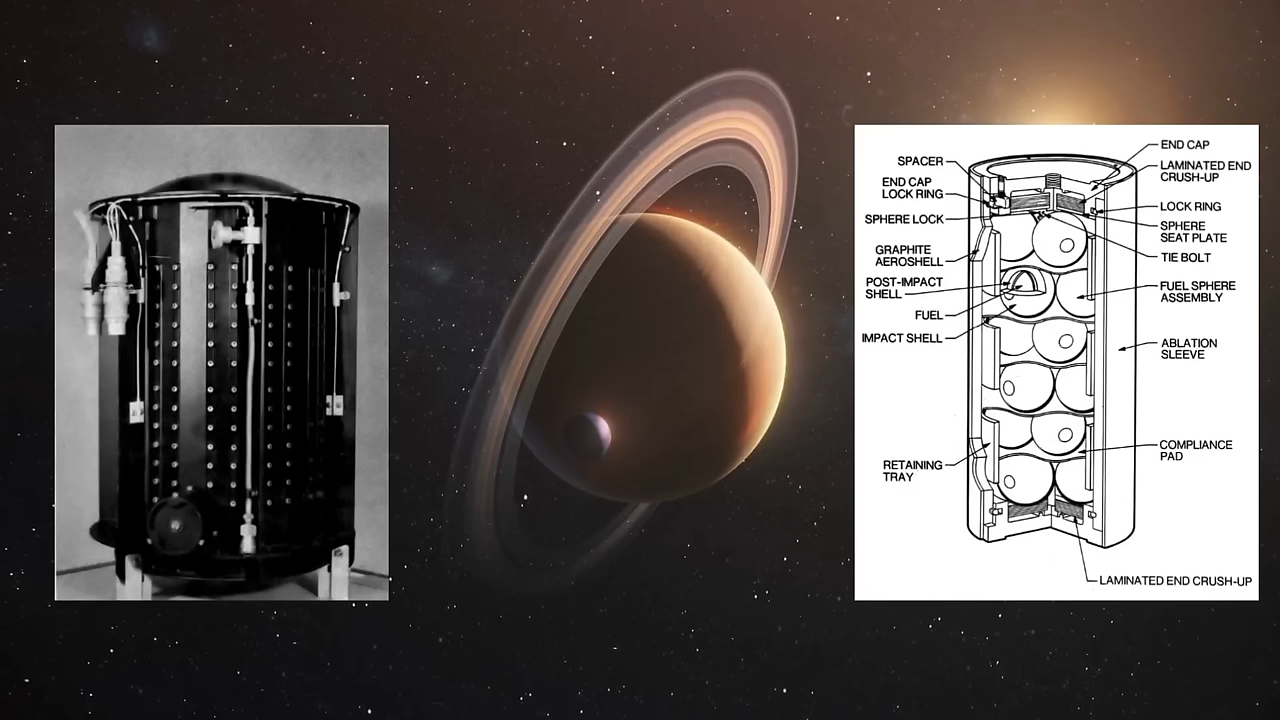 SPACER
END CAP
LOCK RING
SPHERE LOCK
GRAPHITE
AEROSHELL
POST-IMPACT
SHELL
FUEL
IMPACT SHELL
RETAINING
TRAY
END CAP
LAMINATED END
CRUSH-UP
LOCK RING
SPHERE
SEAT PLATE
TIE BOLT
FUEL SPHERE
ASSEMBLY
ABLATION
SLEEVE
COMPLIANCE
PAD
LAMINATED END CRUSH-UP